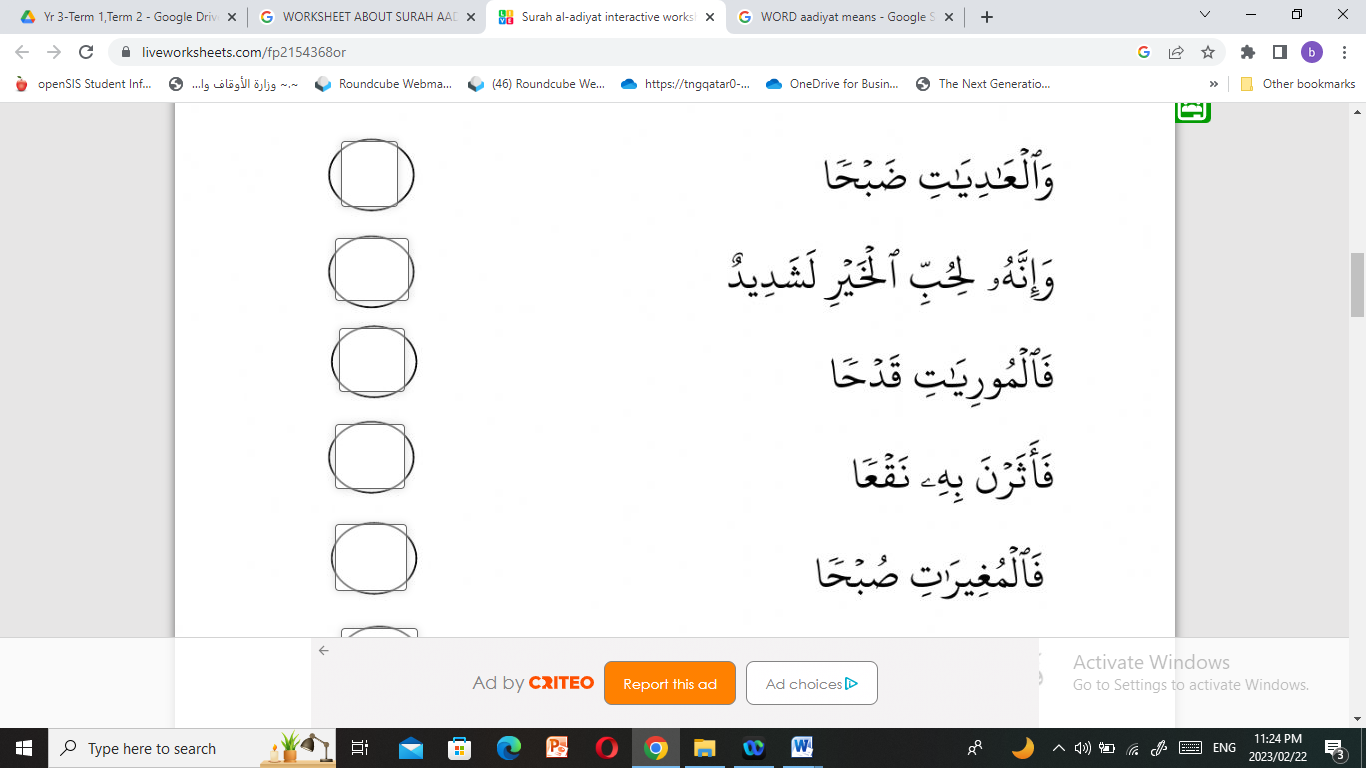 Yr 3-Term 1,Term 2 - Google Driv
WORKSHEET ABOUT SURAH AAD
Surah al-adiyat interactive works
WORD aadiyat means - Google S
liveworksheets.com/fp2154368or
b
openSIS Student Inf...
~.~ وزارة الأوقاف وا...
Roundcube Webma...
(46) Roundcube We...
https://tngqatar0-...
OneDrive for Busin...
The Next Generatio...
»
Other bookmarks
وَٱلْعَـٰدِيَـٰتِ ضَبْحًا
وَإِنَّهُۥ لِحُبِّ ٱلْخَيْرِ لَشَدِيدٌ
فَٱلْمُورِيَـٰتِ قَدْحًا
فَأَثَرْنَ بِهِۦ نَقْعًا
فَٱلْمُغِيرَٰتِ صُبْحًا
Ad by CRITEO
Report this ad
Ad choices
Activate Windows
Go to Settings to activate Windows.
Type here to search
ENG
11:24 PM
2023/02/22
3